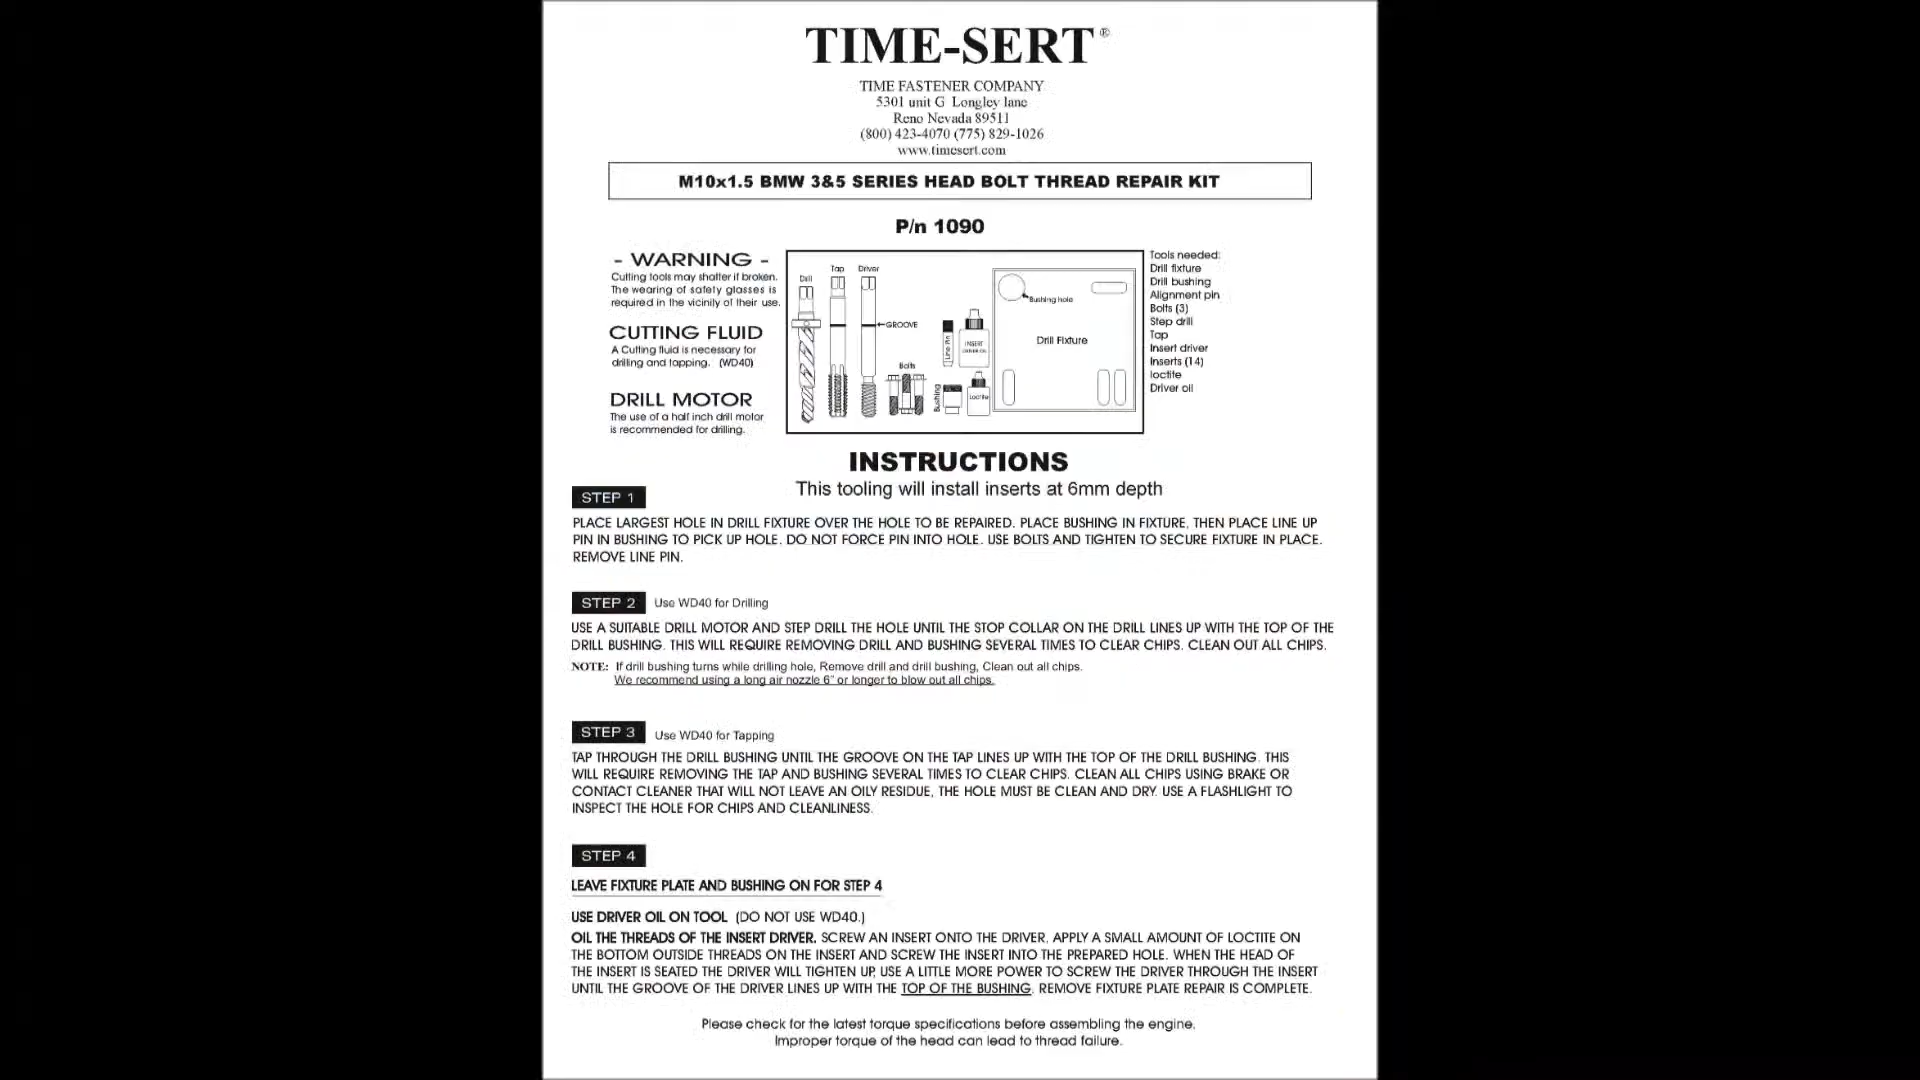 TIME-SERT®
TIME FASTENER COMPANY
5301 unit G Longley lane
Reno Nevada 89511
(800) 423-4070 (775) 829-1026
www.timesert.com
M10x1.5 BMW 3&5 SERIES HEAD BOLT THREAD REPAIR KIT
P/n 1090
- WARNING -
Cutting tools may shatter if broken.
The wearing of safety glasses is
required in the vicinity of their use.
CUTTING FLUID
A Cutting fluid is necessary for
drilling and tapping. (WD40)
DRILL MOTOR
The use of a half inch drill motor
is recommended for drilling.
Drill
Tap
Driver
GROOVE
Bolts
Bushing
Line Pin
INSERT
DRIVER OIL
Loctite
Bushing hole
Drill Fixture
Tools needed:
Drill fixture
Drill bushing
Alignment pin
Bolts (3)
Step drill
Tap
Insert driver
Inserts (14)
loctite
Driver oil
INSTRUCTIONS
This tooling will install inserts at 6mm depth
STEP 1
PLACE LARGEST HOLE IN DRILL FIXTURE OVER THE HOLE TO BE REPAIRED. PLACE BUSHING IN FIXTURE, THEN PLACE LINE UP
PIN IN BUSHING TO PICK UP HOLE. DO NOT FORCE PIN INTO HOLE. USE BOLTS AND TIGHTEN TO SECURE FIXTURE IN PLACE.
REMOVE LINE PIN.
STEP 2 Use WD40 for Drilling
USE A SUITABLE DRILL MOTOR AND STEP DRILL THE HOLE UNTIL THE STOP COLLAR ON THE DRILL LINES UP WITH THE TOP OF THE
DRILL BUSHING. THIS WILL REQUIRE REMOVING DRILL AND BUSHING SEVERAL TIMES TO CLEAR CHIPS. CLEAN OUT ALL CHIPS.
NOTE: If drill bushing turns while drilling hole, Remove drill and drill bushing, Clean out all chips.
We recommend using a long air nozzle 6" or longer to blow out all chips.
STEP 3 Use WD40 for Tapping
TAP THROUGH THE DRILL BUSHING UNTIL THE GROOVE ON THE TAP LINES UP WITH THE TOP OF THE DRILL BUSHING. THIS
WILL REQUIRE REMOVING THE TAP AND BUSHING SEVERAL TIMES TO CLEAR CHIPS. CLEAN ALL CHIPS USING BRAKE OR
CONTACT CLEANER THAT WILL NOT LEAVE AN OILY RESIDUE, THE HOLE MUST BE CLEAN AND DRY. USE A FLASHLIGHT TO
INSPECT THE HOLE FOR CHIPS AND CLEANLINESS.
STEP 4
LEAVE FIXTURE PLATE AND BUSHING ON FOR STEP 4
USE DRIVER OIL ON TOOL (DO NOT USE WD40.)
OIL THE THREADS OF THE INSERT DRIVER. SCREW AN INSERT ONTO THE DRIVER, APPLY A SMALL AMOUNT OF LOCTITE ON
THE BOTTOM OUTSIDE THREADS ON THE INSERT AND SCREW THE INSERT INTO THE PREPARED HOLE. WHEN THE HEAD OF
THE INSERT IS SEATED THE DRIVER WILL TIGHTEN UP, USE A LITTLE MORE POWER TO SCREW THE DRIVER THROUGH THE INSERT
UNTIL THE GROOVE OF THE DRIVER LINES UP WITH THE TOP OF THE BUSHING. REMOVE FIXTURE PLATE REPAIR IS COMPLETE.
Please check for the latest torque specifications before assembling the engine.
Improper torque of the head can lead to thread failure.